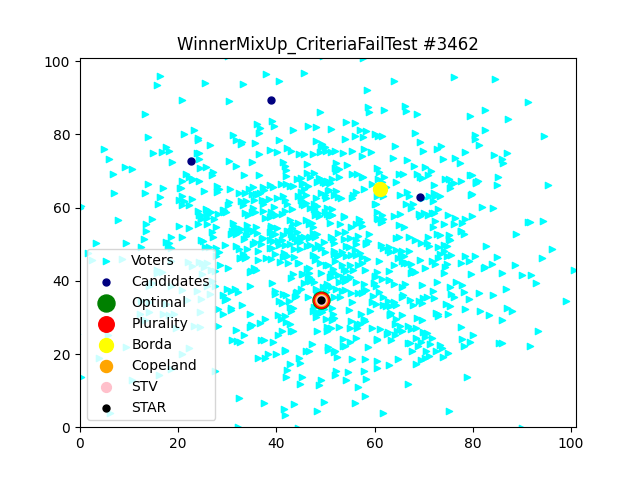 WinnerMixUp_CriteriaFailTest #3462
100
80
60
40
20
0
Voters
Candidates
Optimal
Plurality
Borda
Copeland
STV
STAR
0 20 40 60 80 100